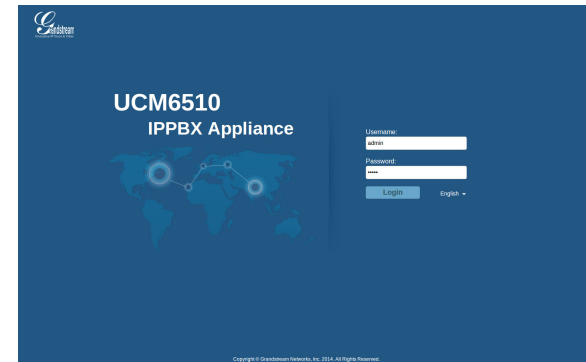 Grandstream
UCM6510
IPPBX Appliance
Username:
admin
Password:
•••••
Login
English
Copyright © Grandstream Networks, Inc. 2014. All Rights Reserved.